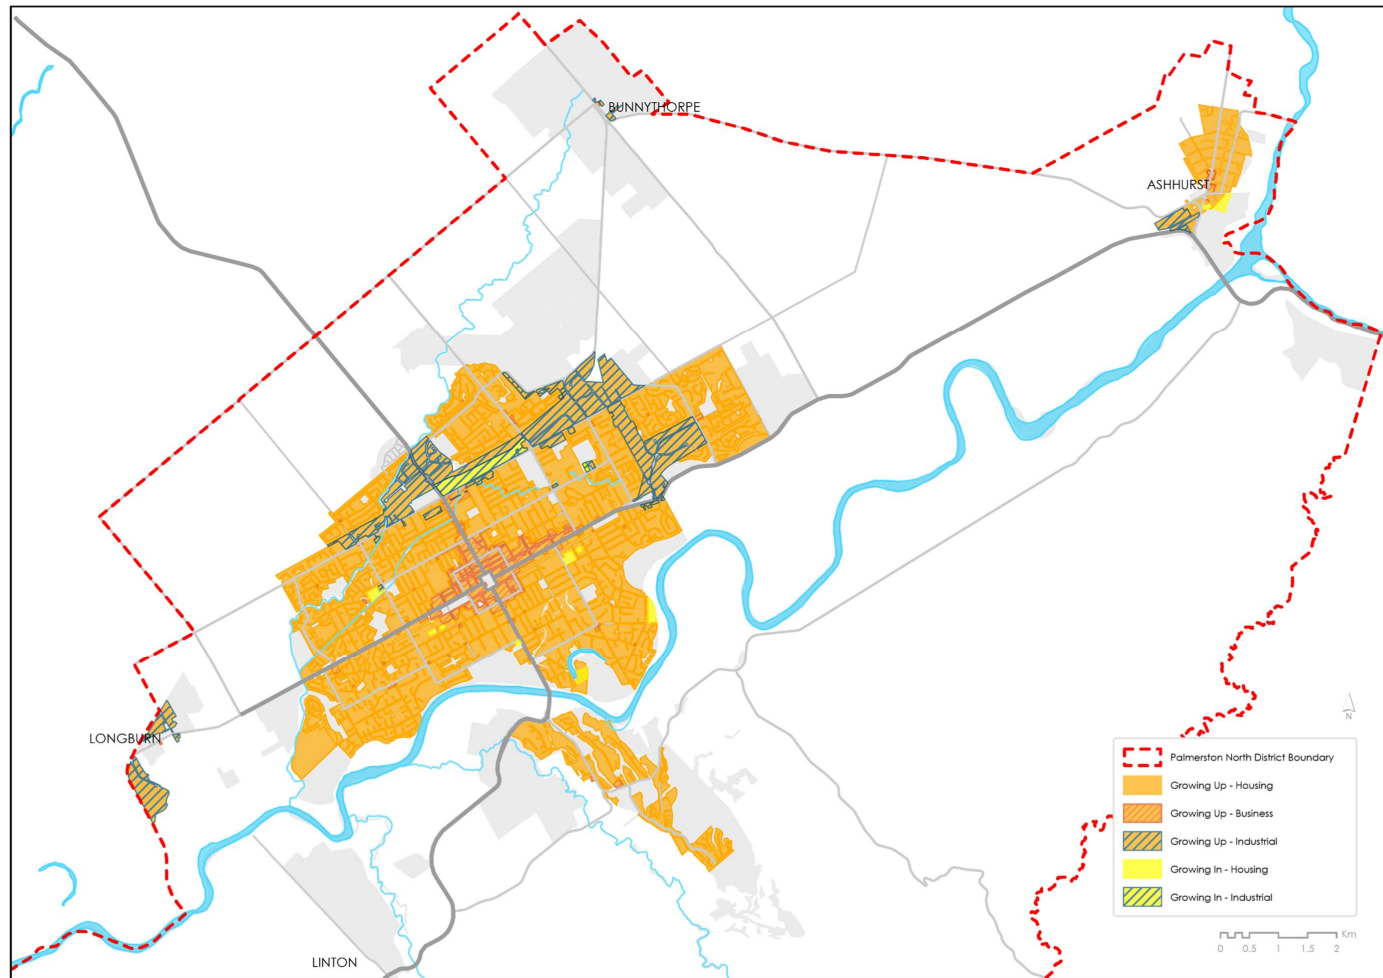 BUNNYTHORPE
ASHHURST
LONGBURN
LINTON
N
Palmerston North District Boundary
Growing Up - Housing
Growing Up - Business
Growing Up - Industrial
Growing In - Housing
Growing In - Industrial
Km
0 0.5 1 1.5 2